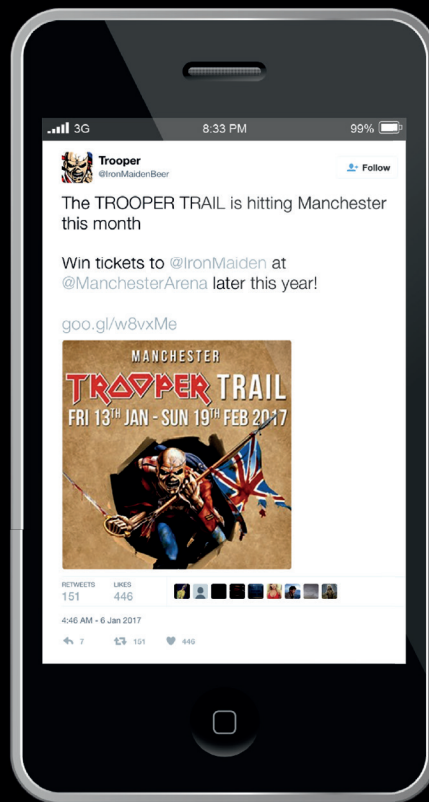 3G 8:33 PM 99%
Trooper
@IronMaidenBeer
Follow
The TROOPER TRAIL is hitting Manchester
this month
Win tickets to @IronMaiden at
@ManchesterArena later this year!
goo.gl/w8vxMe
MANCHESTER
TROOPER TRAIL
FRI 13TH JAN - SUN 19TH FEB 2017
RETWEETS LIKES
151 446
4:46 AM - 6 Jan 2017
7 151 446